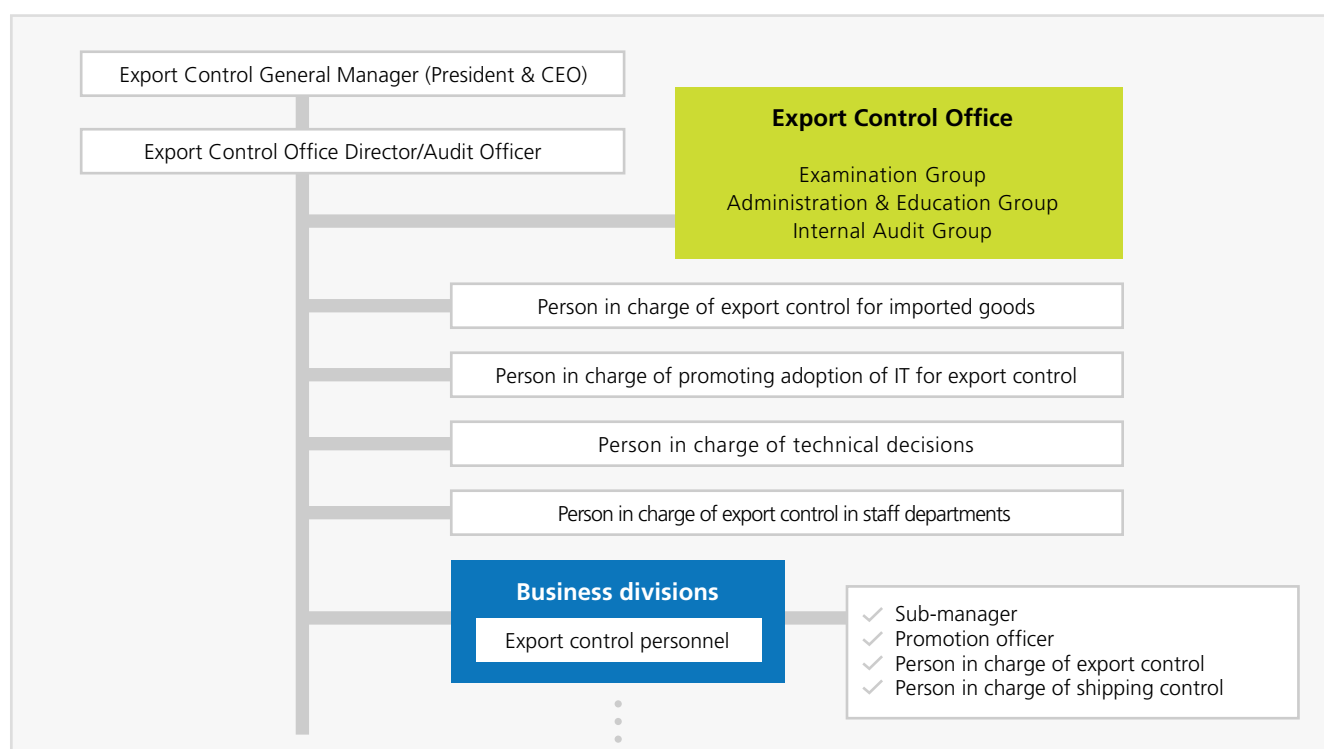 Export Control General Manager (President & CEO)
Export Control Office Director/Audit Officer
Export Control Office
Examination Group
Administration & Education Group
Internal Audit Group
Person in charge of export control for imported goods
Person in charge of promoting adoption of IT for export control
Person in charge of technical decisions
Person in charge of export control in staff departments
Business divisions
Export control personnel
Sub-manager
Promotion officer
Person in charge of export control
Person in charge of shipping control